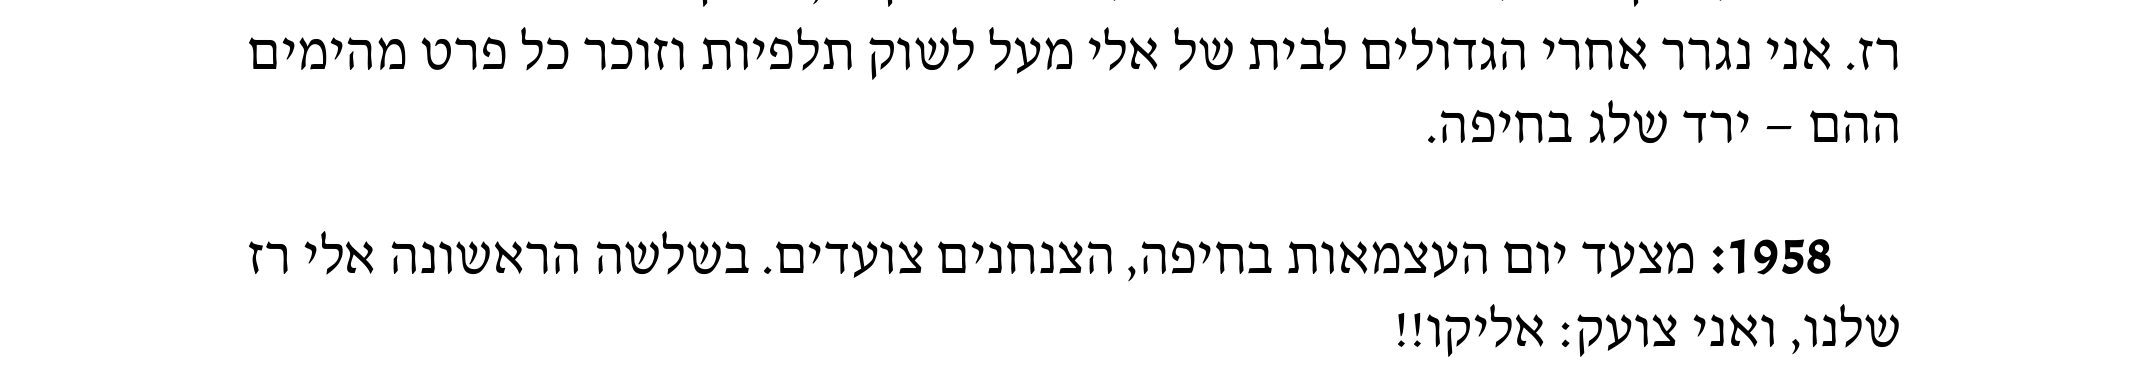 רז. אני נגרר אחרי הגדולים לבית של אלי מעל לשוק תלפיות וזוכר כל פרט מהימים
ההם – ירד שלג בחיפה.
1958: מצעד יום העצמאות בחיפה, הצנחנים צועדים. בשלשה הראשונה אלי רז
שלנו, ואני צועק: אליקו!!